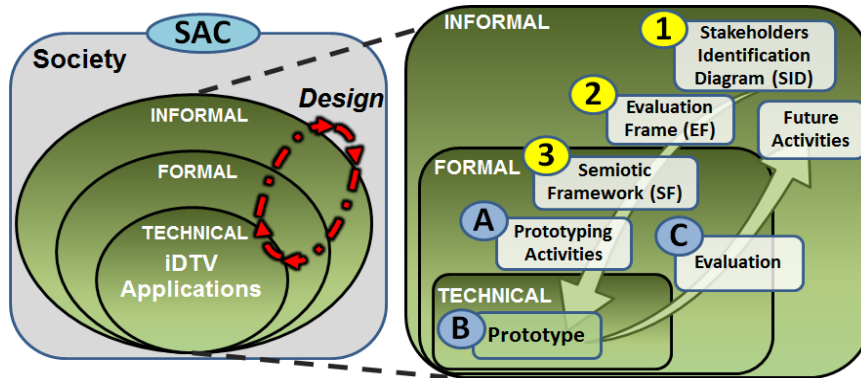 SAC
Society
Design
INFORMAL
FORMAL
TECHNICAL
iDTV
Applications
INFORMAL
1
Stakeholders
Identification
Diagram (SID)
2
Evaluation
Frame (EF)
Future
Activities
FORMAL
3
Semiotic
Framework (SF)
A
Prototyping
Activities
C
Evaluation
TECHNICAL
B
Prototype